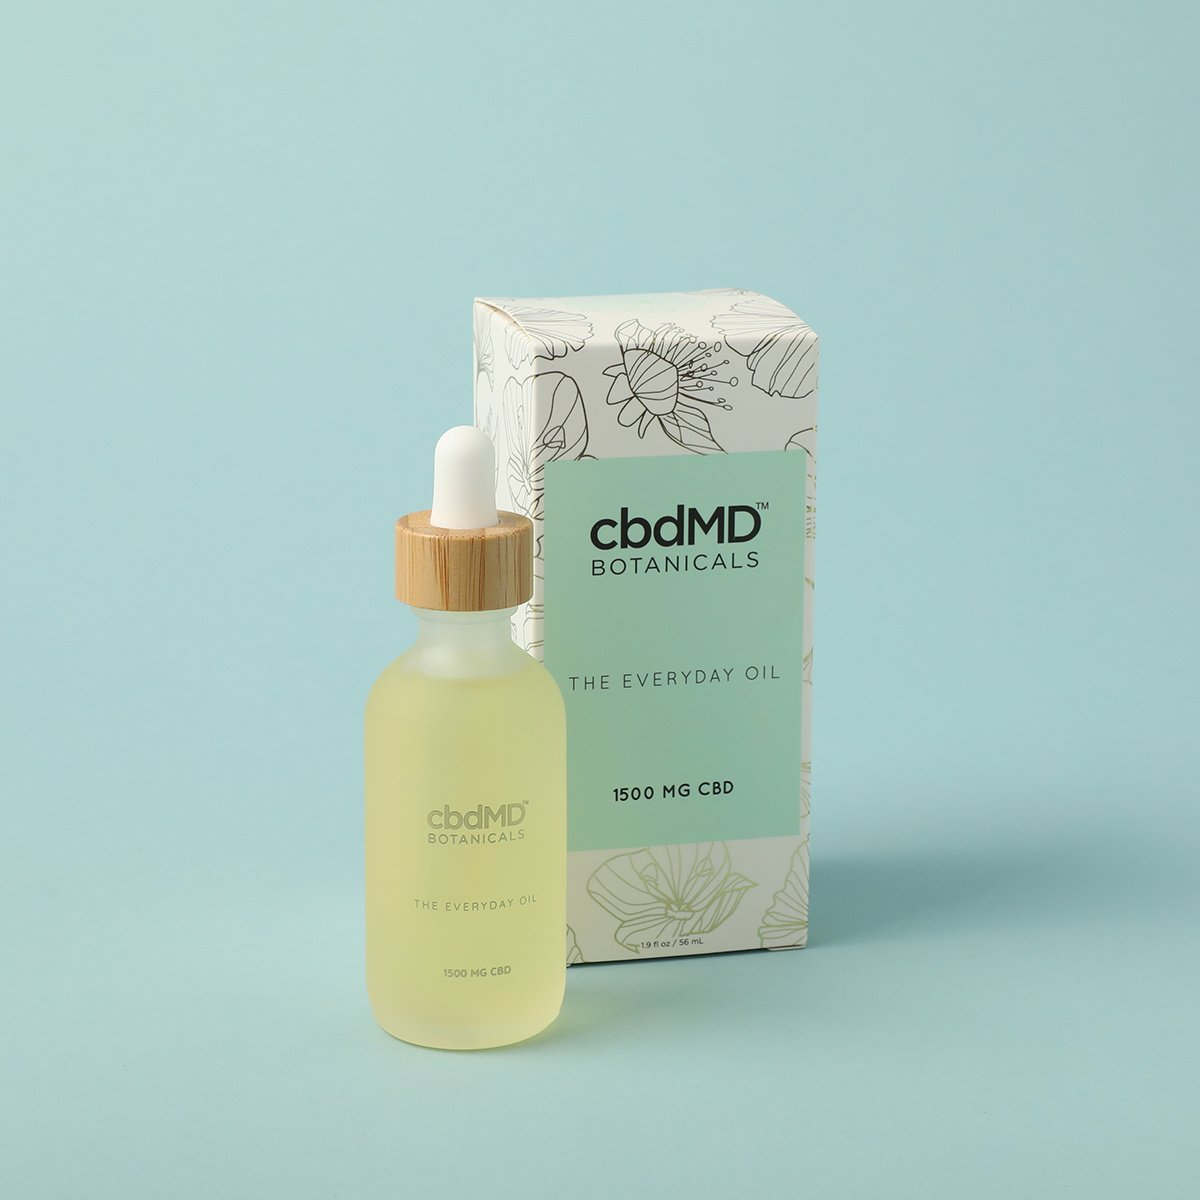 cbdMD™
BOTANICALS
THE EVERYDAY OIL
1500 MG CBD
1.9 fl oz / 56 mL
cbdMD™
BOTANICALS
THE EVERYDAY OIL
1500 MG CBD